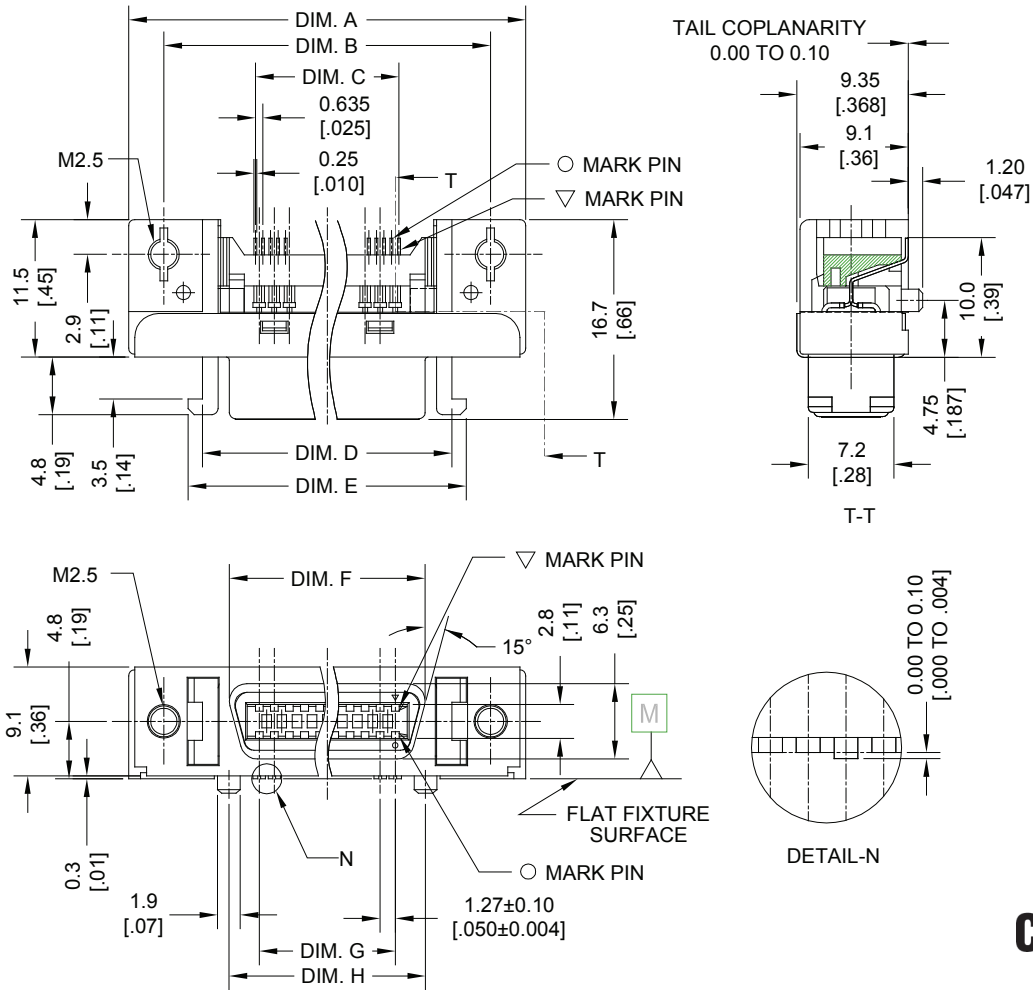 DIM. A
DIM. B
DIM. C
0.635
[.025]
0.25
[.010]
M2.5
T
○ MARK PIN
▽ MARK PIN
11.5
[.45]
2.9
[.11]
16.7
[.66]
4.8
[.19]
3.5
[.14]
DIM. D
DIM. E
T
TAIL COPLANARITY
0.00 TO 0.10
9.35
[.368]
9.1
[.36]
1.20
[.047]
10.0
[.39]
4.75
[.187]
7.2
[.28]
T-T
M2.5
DIM. F
▽ MARK PIN
15°
4.8
[.19]
2.8
[.11]
6.3
[.25]
9.1
[.36]
M
FLAT FIXTURE
SURFACE
○ MARK PIN
N
0.3
[.01]
1.9
[.07]
1.27±0.10
[.050±0.004]
DIM. G
DIM. H
0.00 TO 0.10
[.000 TO .004]
DETAIL-N
C